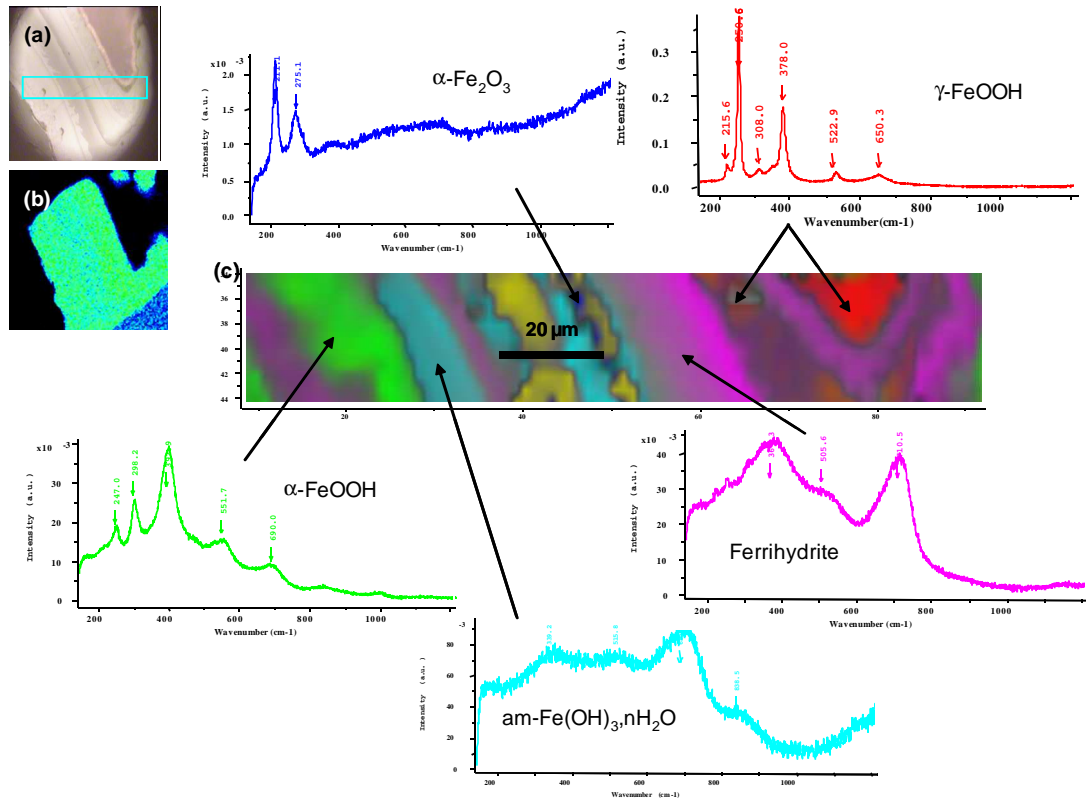 (a)
(b)
(c)
α-Fe2O3
x10 -3
Intensity (a.u.)
2.0
1.5
1.0
0.5
0.0
275.1
200 400 600 800 1000
Wavenumber (cm-1)
γ-FeOOH
Intensity (a.u.)
0.3
0.2
0.1
0.0
215.6
308.0
378.0
522.9
650.3
200 400 600 800 1000
Wavenumber(cm-1)
34
36
38
40
42
44
20 µm
20 40 60 80
α-FeOOH
x10 -3
Intensity (a.u.)
30
20
10
0
247.0
298.2
551.7
690.0
200 400 600 800 1000
Wavenumber (cm-1)
Ferrihydrite
x10 -3
Intensity (a.u.)
40
30
20
10
0
505.6
200 400 600 800 1000
Wavenumber (cm-1)
am-Fe(OH)3,nH2O
-3
Intensity (a.u.)
80
60
40
20
0
200 400 600 800 1000
Wavenumber (cm-1)